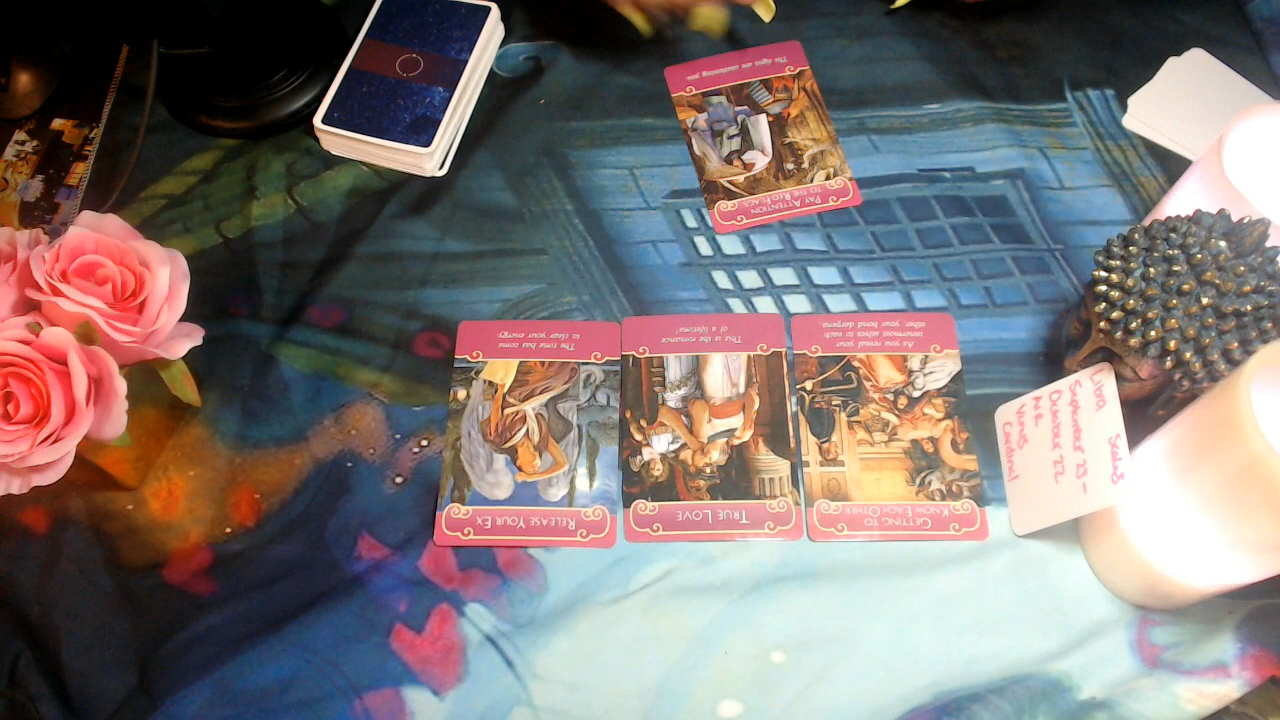 The signs are awakening you.
PAY ATTENTION
TO THE RED FLAGS
The time has come
to clear your energy.
RELEASE YOUR EX
"This is the romance
of a lifetime!"
TRUE LOVE
As you reveal your
innermost selves to each
other, your bond deepens.
GETTING TO
KNOW EACH OTHER
Libra Scales
September 23 -
October 22
AIR
Venus
Cardinal